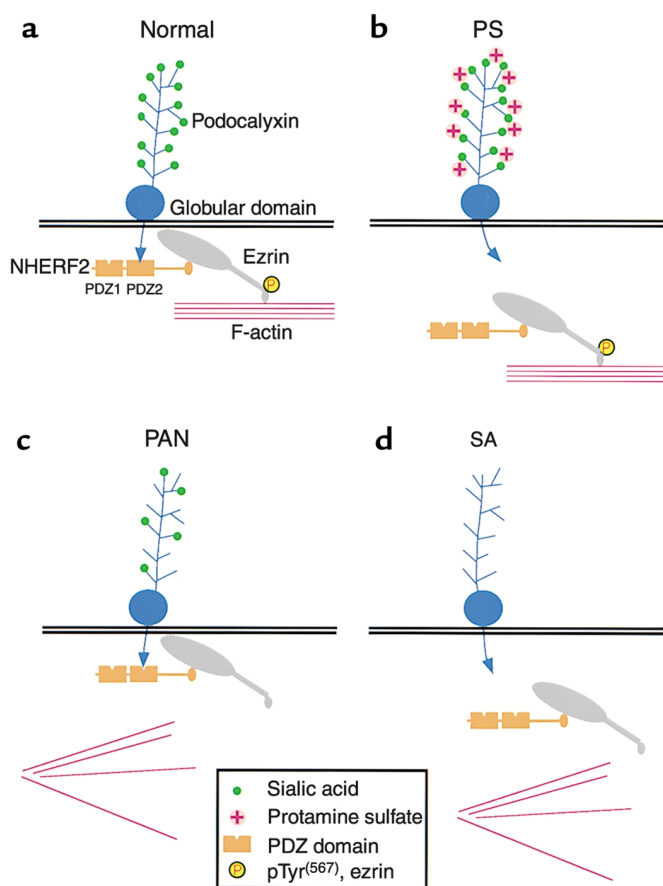 a
Normal
Podocalyxin
Globular domain
NHERF2
PDZ1 PDZ2
Ezrin
P
F-actin
b
PS
P
c
PAN
d
SA
Sialic acid
Protamine sulfate
PDZ domain
P
pTyr(567), ezrin